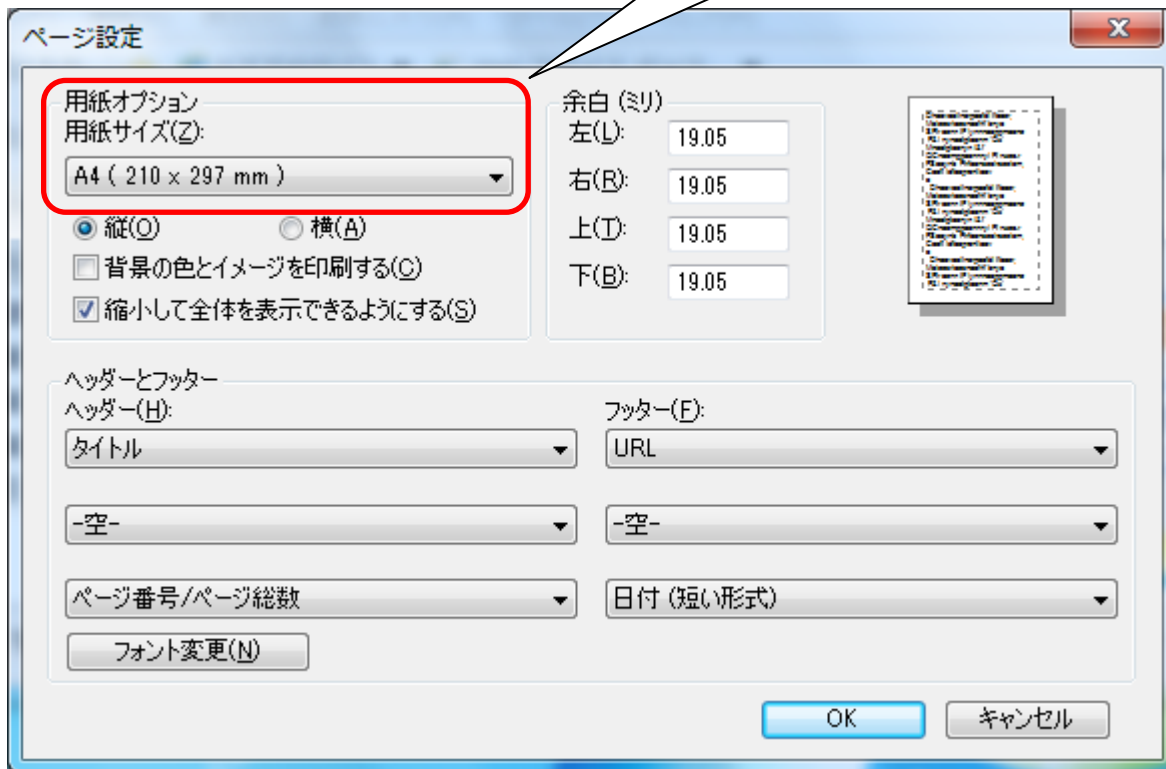 ページ設定
用紙オプション
用紙サイズ(Z):
A4 ( 210 x 297 mm )
縦(O)
横(A)
背景の色とイメージを印刷する(C)
縮小して全体を表示できるようにする(S)
余白 (ミリ)
左(L):
19.05
右(R):
19.05
上(T):
19.05
下(B):
19.05
ヘッダーとフッター
ヘッダー(H):
タイトル
-空-
ページ番号/ページ総数
フッター(F):
URL
-空-
日付 (短い形式)
フォント変更(N)
OK
キャンセル